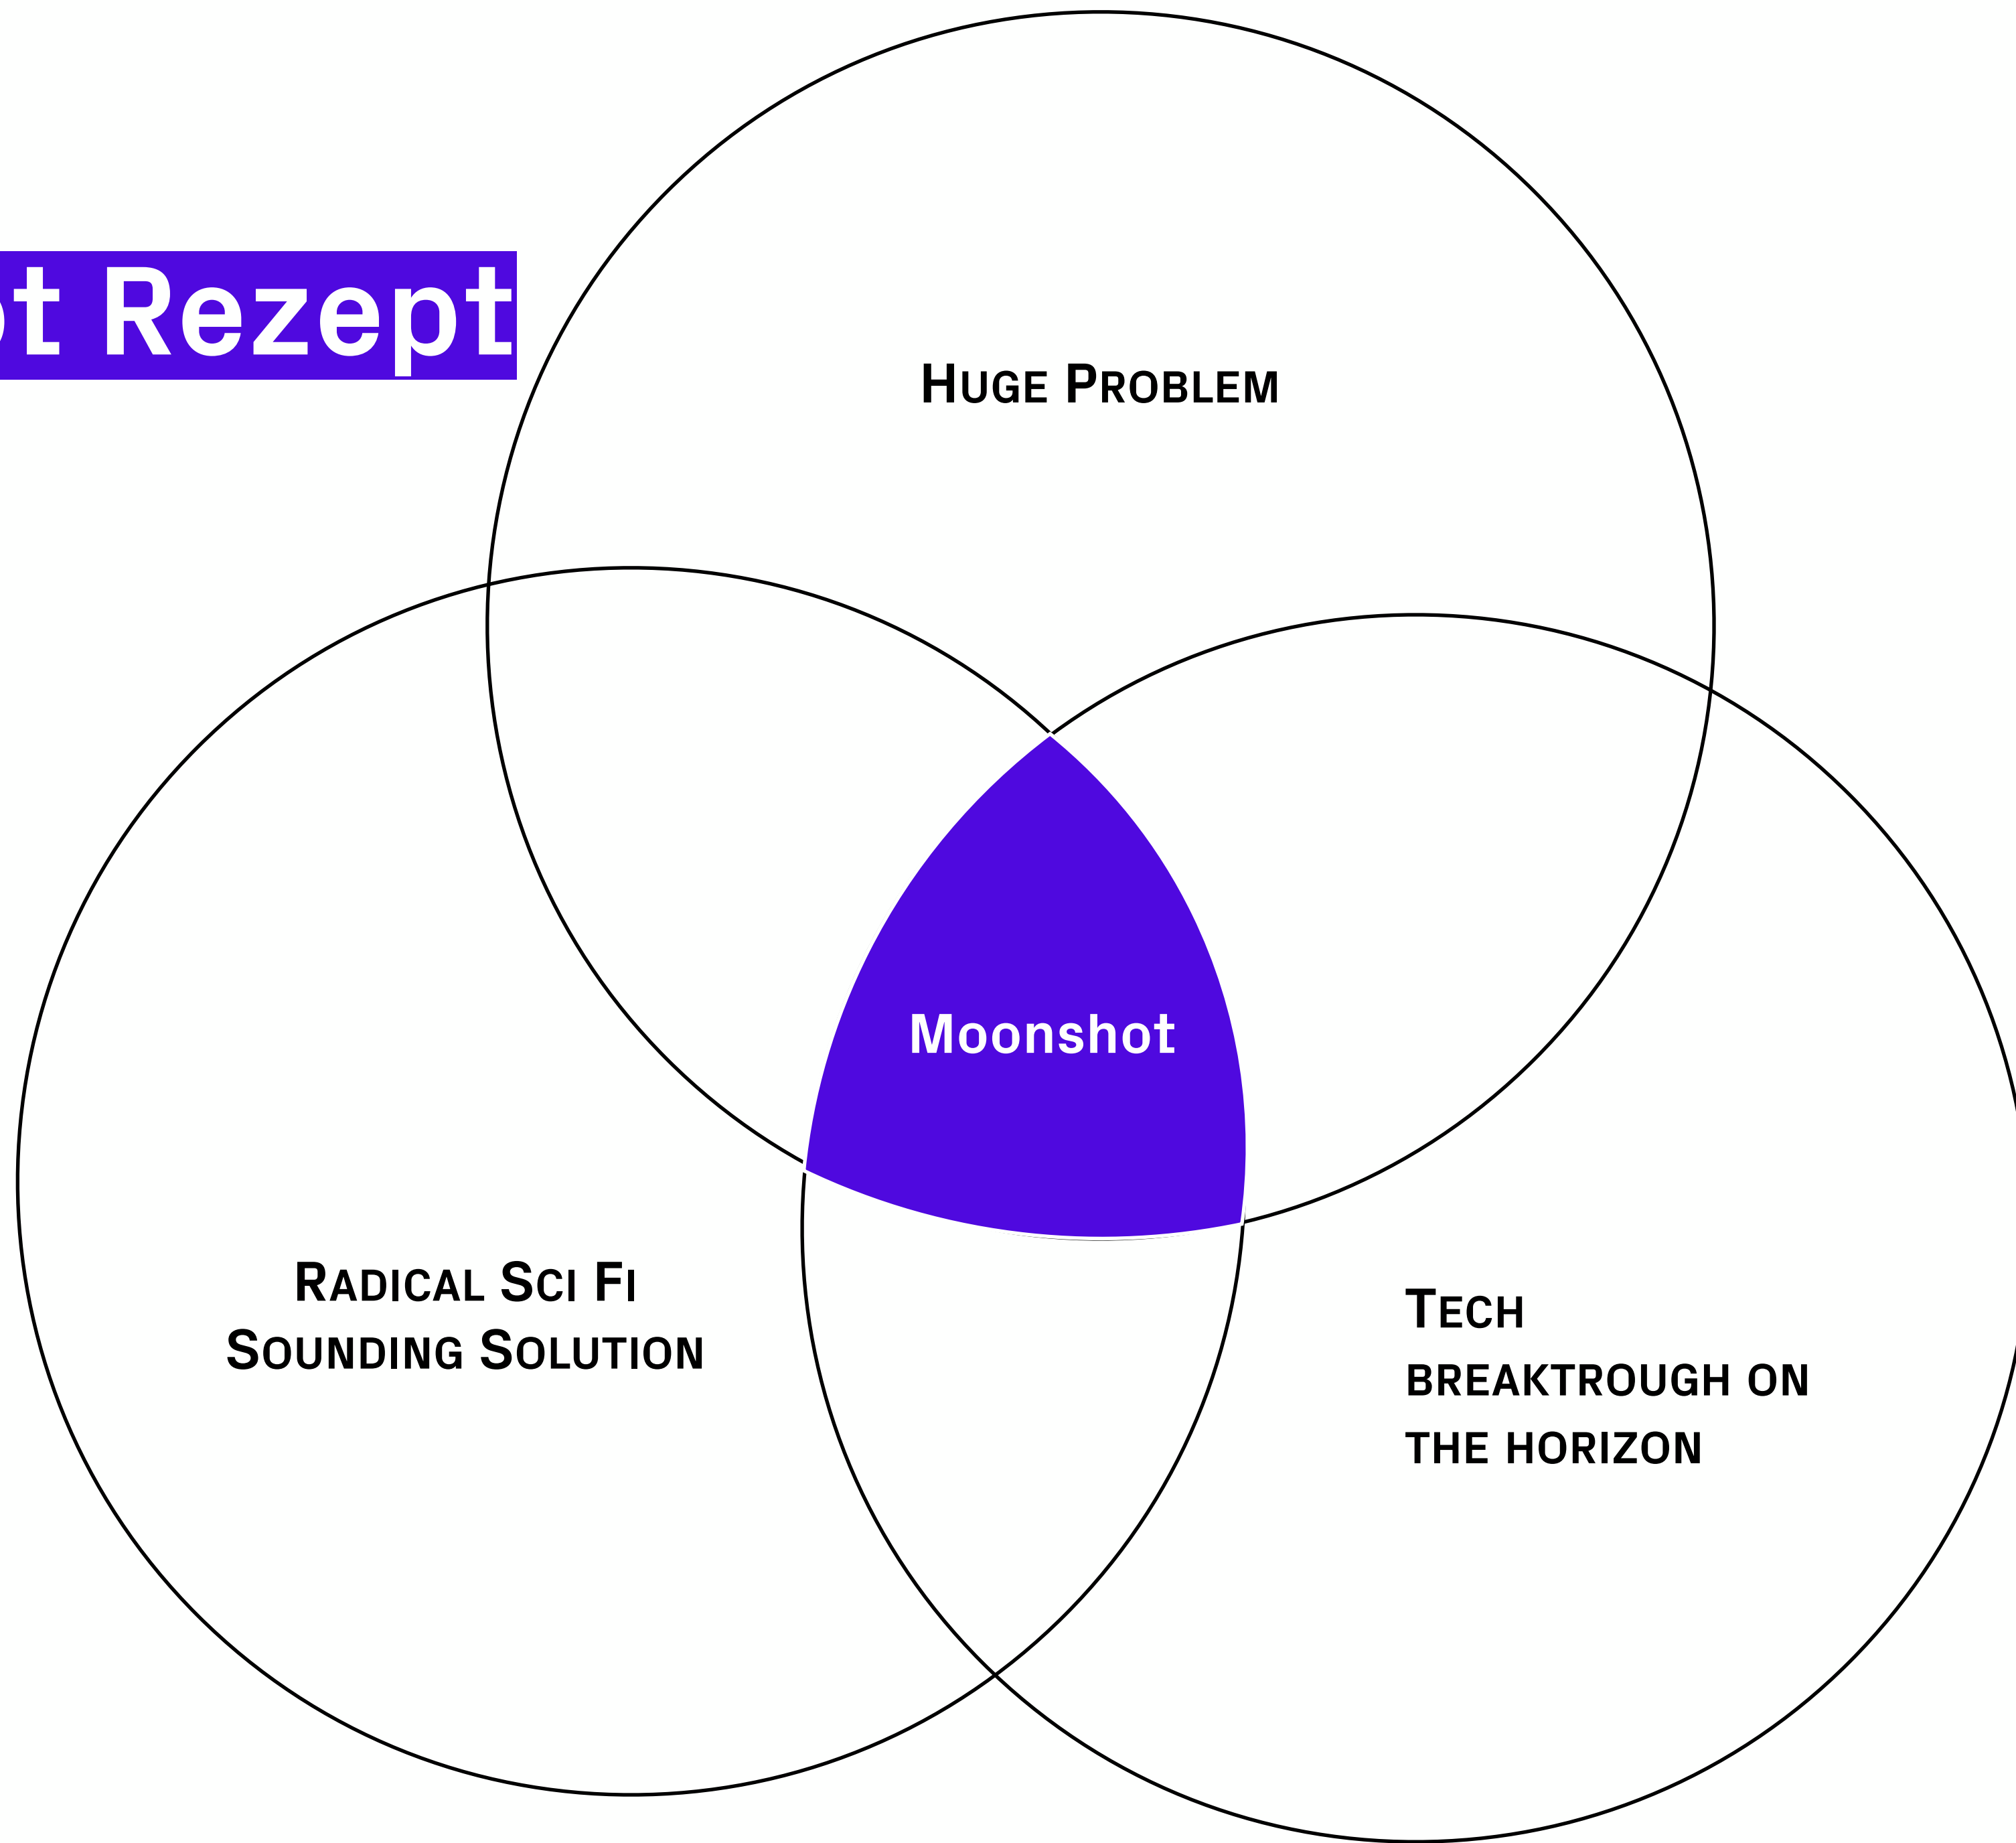 t Rezept
Huge Problem
Moonshot
Radical Sci Fi
Sounding Solution
Tech
breaktrough on
the horizon